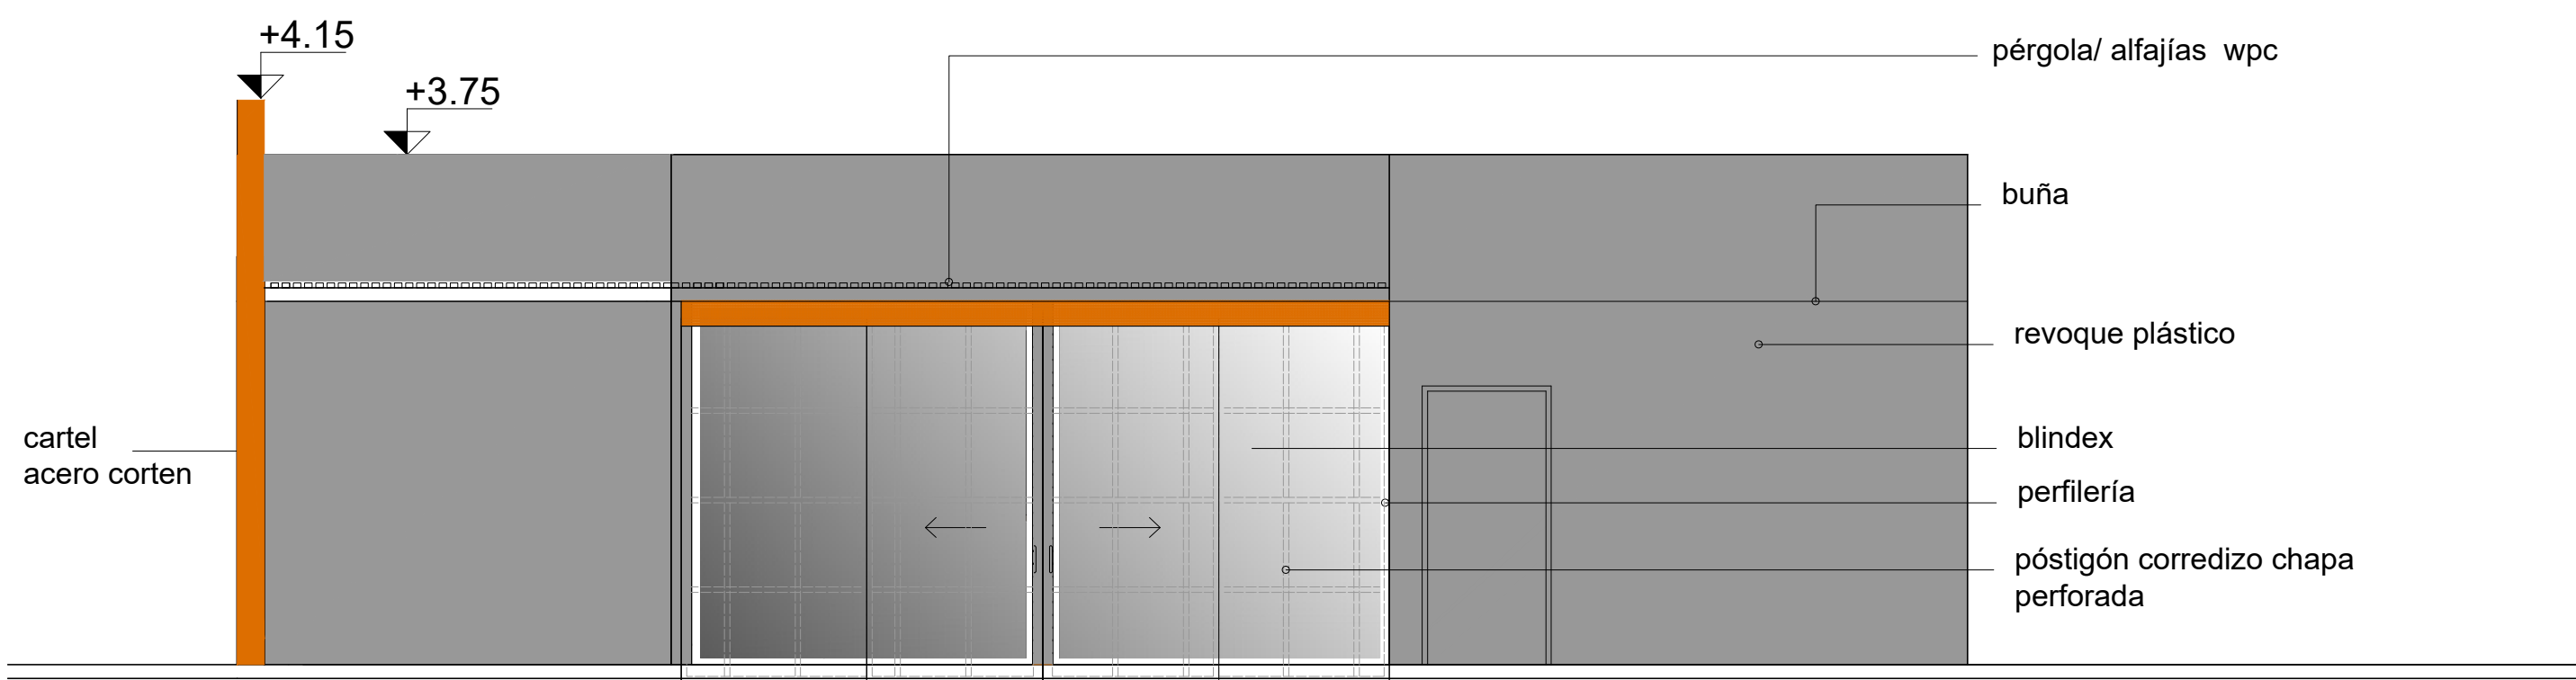 +4.15
+3.75
pérgola/ alfajías wpc
buña
revoque plástico
cartel
acero corten
blindex
perfilería
póstigón corredizo chapa
perforada